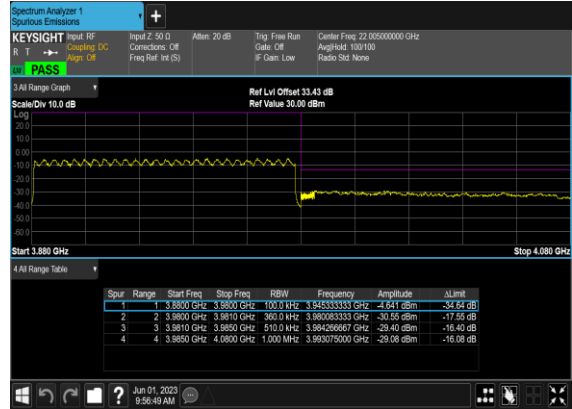 Spectrum Analyzer 1
Spurious Emissions
+
KEYSIGHT Input: RF
R T
Coupling: DC
Align: Off
Input Z: 50 Ω
Corrections: Off
Freq Ref: Int (S)
Atten: 20 dB
Trig: Free Run
Gate: Off
IF Gain: Low
Center Freq: 22.005000000 GHz
Avg|Hold: 100/100
Radio Std: None
PASS
3 All Range Graph
Ref Lvl Offset 33.43 dB
Scale/Div 10.0 dB
Ref Value 30.00 dBm
Log
20.0
10.0
0.00
-10.0
-20.0
-30.0
-40.0
-50.0
-60.0
Start 3.880 GHz
Stop 4.080 GHz
4 All Range Table
Spur Range Start Freq Stop Freq RBW Frequency Amplitude ΔLimit
1 1 3.8800 GHz 3.9800 GHz 100.0 kHz 3.945333333 GHz -4.641 dBm -34.64 dB
2 2 3.9800 GHz 3.9810 GHz 360.0 kHz 3.980083333 GHz -30.55 dBm -17.55 dB
3 3 3.9810 GHz 3.9850 GHz 510.0 kHz 3.984266667 GHz -29.40 dBm -16.40 dB
4 4 3.9850 GHz 4.0800 GHz 1.000 MHz 3.993075000 GHz -29.08 dBm -16.08 dB
?
Jun 01, 2023
9:56:49 AM